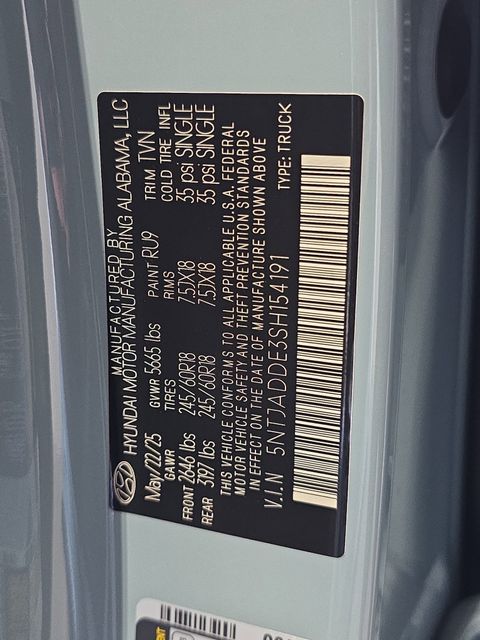 MANUFACTURED BY
HYUNDAI MOTOR MANUFACTURING ALABAMA, LLC
May/22/25 GVWR 5665 lbs PAINT RU9 TRIM TVN
GAWR TIRES RIMS COLD TIRE INFL
FRONT 2646 lbs 245/60R18 7.5JX18 35 psi SINGLE
REAR 3197 lbs 245/60R18 7.5JX18 35 psi SINGLE
THIS VEHICLE CONFORMS TO ALL APPLICABLE U.S.A. FEDERAL
MOTOR VEHICLE SAFETY AND THEFT PREVENTION STANDARDS
IN EFFECT ON THE DATE OF MANUFACTURE SHOWN ABOVE
V.I.N 5NTJADDE3SH154191 TYPE: TRUCK